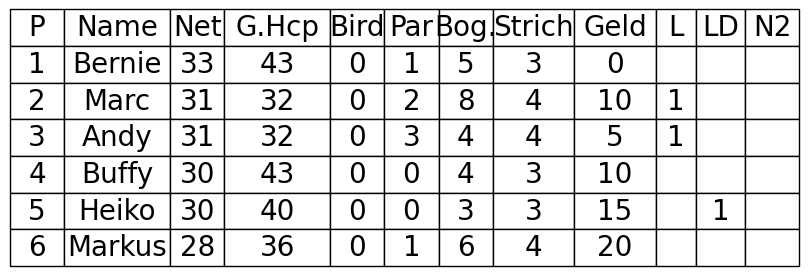 P Name Net G.Hcp Bird Par Bog. Strich Geld L LD N2
1 Bernie 33 43 0 1 5 3 0
2 Marc 31 32 0 2 8 4 10 1
3 Andy 31 32 0 3 4 4 5 1
4 Buffy 30 43 0 0 4 3 10
5 Heiko 30 40 0 0 3 3 15 1
6 Markus 28 36 0 1 6 4 20